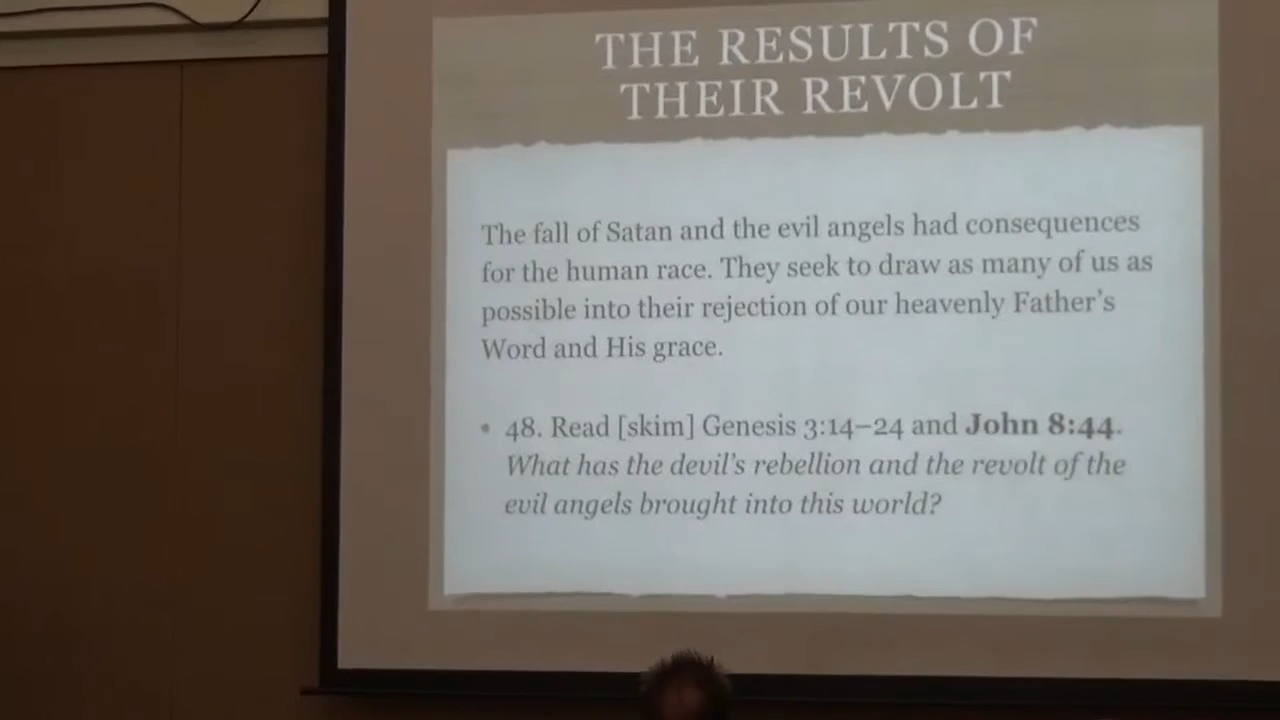 THE RESULTS OF
THEIR REVOLT
The fall of Satan and the evil angels had consequences
for the human race. They seek to draw as many of us as
possible into their rejection of our heavenly Father's
Word and His grace.
• 48. Read [skim] Genesis 3:14–24 and John 8:44.
What has the devil's rebellion and the revolt of the
evil angels brought into this world?